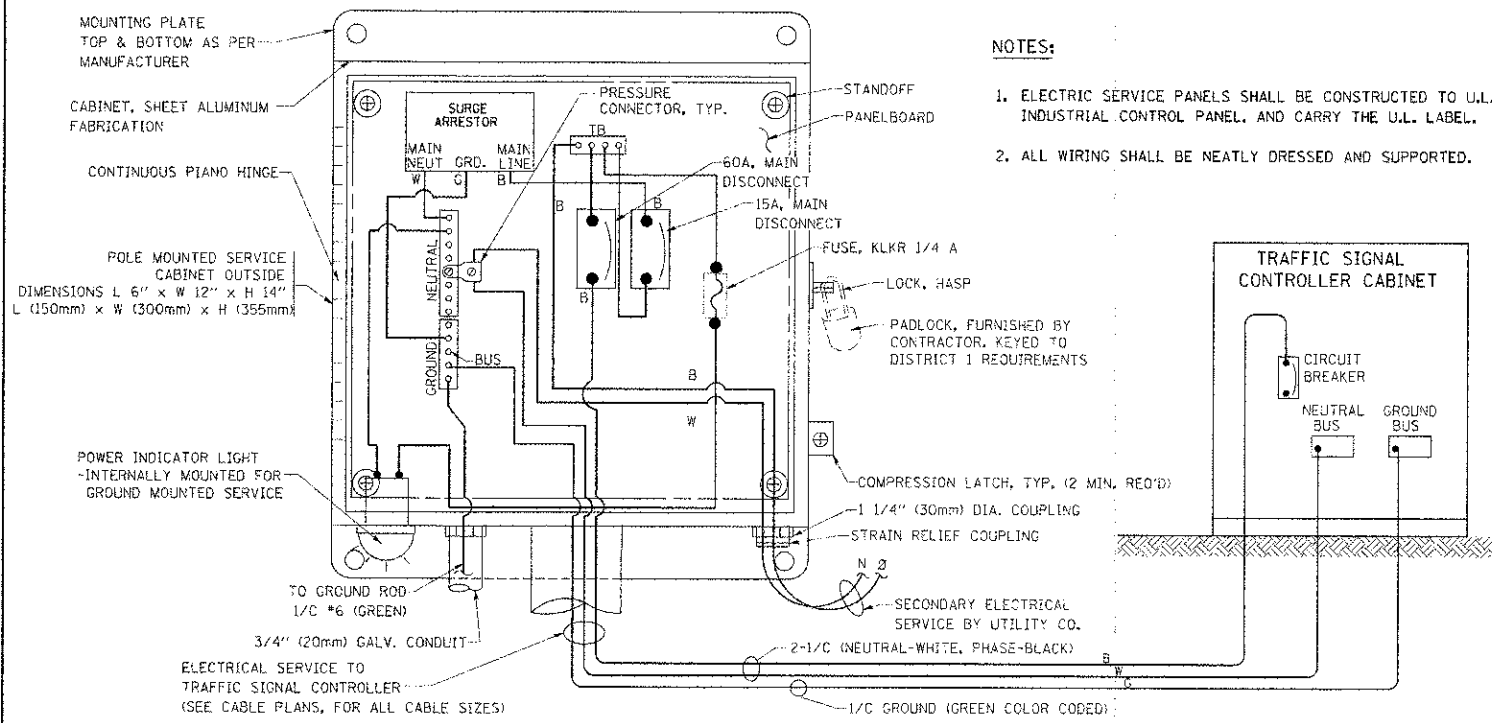 MOUNTING PLATE
TOP & BOTTOM AS PER
MANUFACTURER
CABINET, SHEET ALUMINUM
FABRICATION
CONTINUOUS PIANO HINGE
POLE MOUNTED SERVICE
CABINET OUTSIDE
DIMENSIONS L 6" x W 12" x H 14"
L (150mm) x W (300mm) x H (355mm)
POWER INDICATOR LIGHT
-INTERNALLY MOUNTED FOR
GROUND MOUNTED SERVICE
SURGE
ARRESTOR
MAIN
NEUT
GRD.
MAIN
LINE
W
G
B
PRESSURE
CONNECTOR, TYP.
TB
STANDOFF
PANELBOARD
60A, MAIN
DISCONNECT
15A, MAIN
DISCONNECT
B
B
B
NEUTRAL
GROUND
BUS
FUSE, KLKR 1/4 A
LOCK, HASP
PADLOCK, FURNISHED BY
CONTRACTOR, KEYED TO
DISTRICT 1 REQUIREMENTS
B
W
COMPRESSION LATCH, TYP. (2 MIN. REQ'D)
1 1/4" (30mm) DIA. COUPLING
STRAIN RELIEF COUPLING
N Ø
SECONDARY ELECTRICAL
SERVICE BY UTILITY CO.
TO GROUND ROD
1/C #6 (GREEN)
3/4" (20mm) GALV. CONDUIT
ELECTRICAL SERVICE TO
TRAFFIC SIGNAL CONTROLLER
(SEE CABLE PLANS, FOR ALL CABLE SIZES)
2-1/C (NEUTRAL-WHITE, PHASE-BLACK)
1/C GROUND (GREEN COLOR CODED)
B
W
G
NOTES:
1. ELECTRIC SERVICE PANELS SHALL BE CONSTRUCTED TO U.L.
INDUSTRIAL CONTROL PANEL, AND CARRY THE U.L. LABEL.
2. ALL WIRING SHALL BE NEATLY DRESSED AND SUPPORTED.
TRAFFIC SIGNAL
CONTROLLER CABINET
CIRCUIT
BREAKER
NEUTRAL
BUS
GROUND
BUS